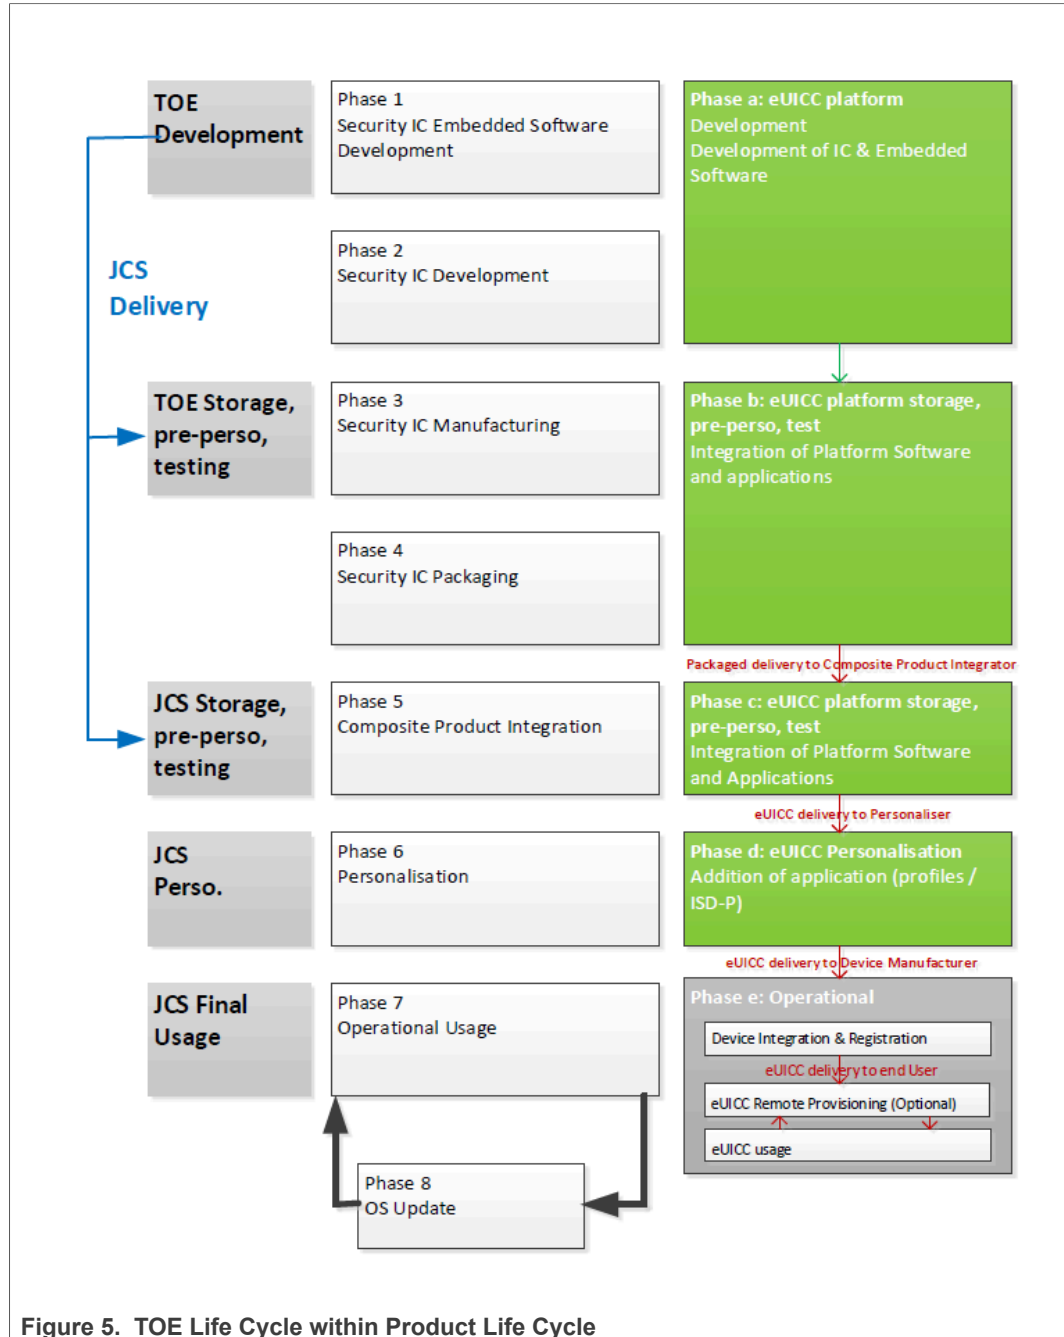 TOE
Development
Phase 1
Security IC Embedded Software
Development
Phase a: eUICC platform
Development
Development of IC & Embedded
Software
JCS
Delivery
Phase 2
Security IC Development
TOE Storage,
pre-perso,
testing
Phase 3
Security IC Manufacturing
Phase b: eUICC platform storage,
pre-perso, test
Integration of Platform Software
and applications
Phase 4
Security IC Packaging
Packaged delivery to Composite Product Integrator
JCS Storage,
pre-perso,
testing
Phase 5
Composite Product Integration
Phase c: eUICC platform storage,
pre-perso, test
Integration of Platform Software
and Applications
eUICC delivery to Personaliser
JCS
Perso.
Phase 6
Personalisation
Phase d: eUICC Personalisation
Addition of application (profiles /
ISD-P)
eUICC delivery to Device Manufacturer
JCS Final
Usage
Phase 7
Operational Usage
Phase e: Operational
Device Integration & Registration
eUICC delivery to end User
eUICC Remote Provisioning (Optional)
eUICC usage
Phase 8
OS Update
Figure 5. TOE Life Cycle within Product Life Cycle